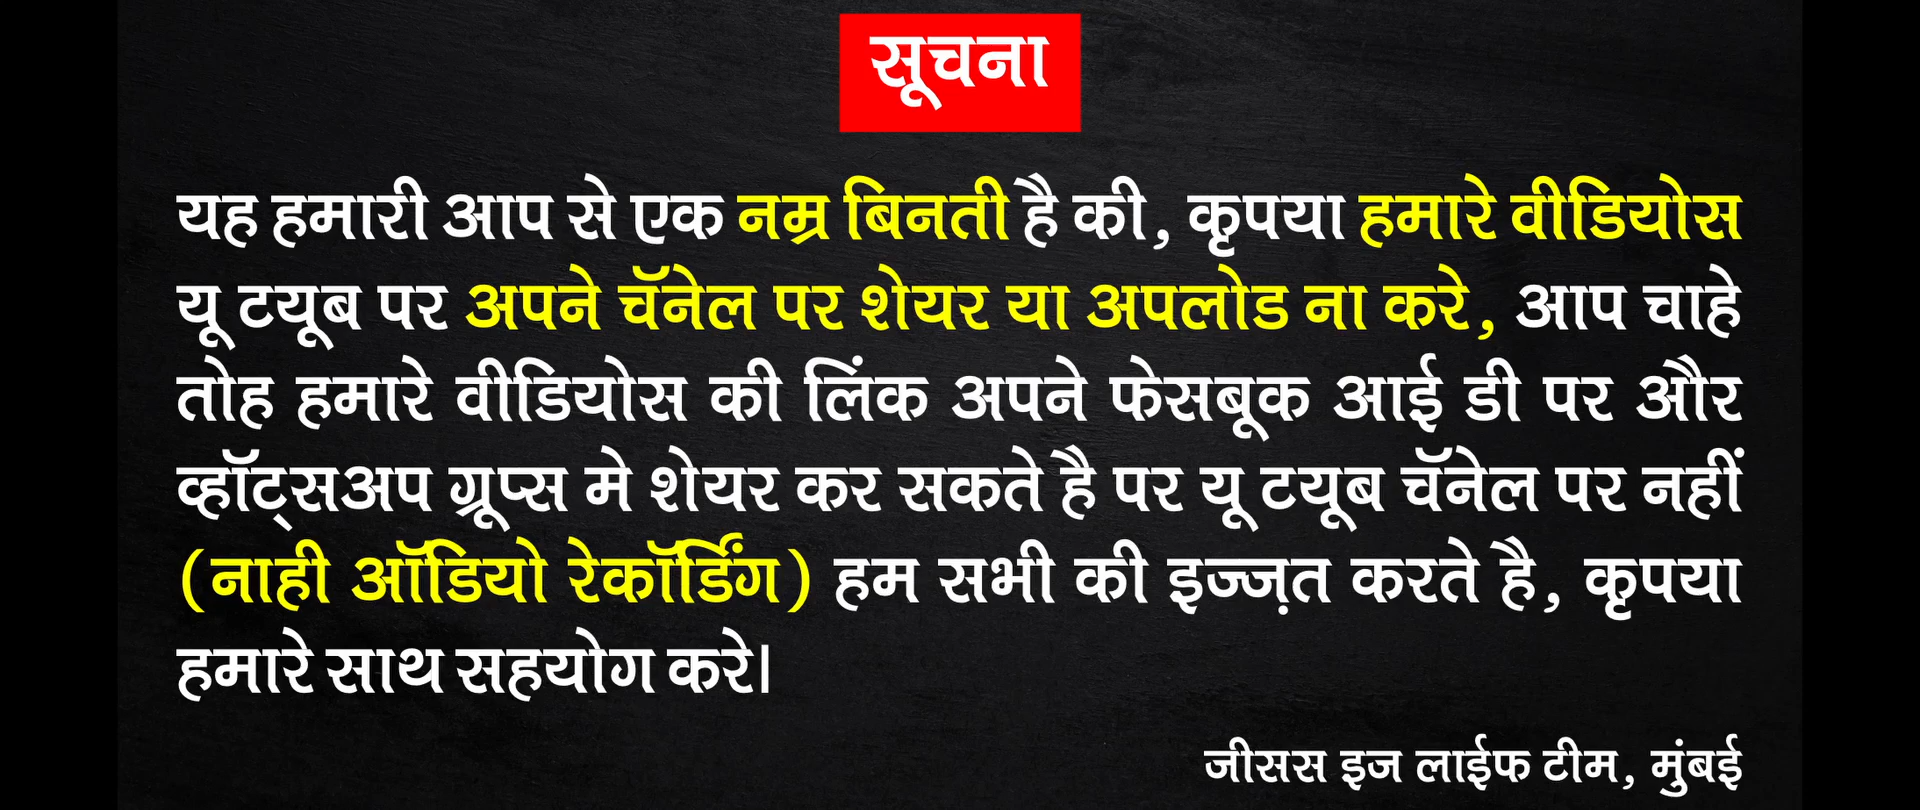 सूचना
यह हमारी आप से एक नम्र बिनती है की, कृपया हमारे वीडियोस
यू टयूब पर अपने चॅनेल पर शेयर या अपलोड ना करे, आप चाहे
तोह हमारे वीडियोस की लिंक अपने फेसबूक आई डी पर और
व्हॉट्सअप ग्रूप्स मे शेयर कर सकते है पर यू टयूब चॅनेल पर नहीं
(नाही ऑडियो रेकॉर्डिंग) हम सभी की इज्ज़त करते है, कृपया
हमारे साथ सहयोग करे।
जीसस इज लाईफ टीम, मुंबई